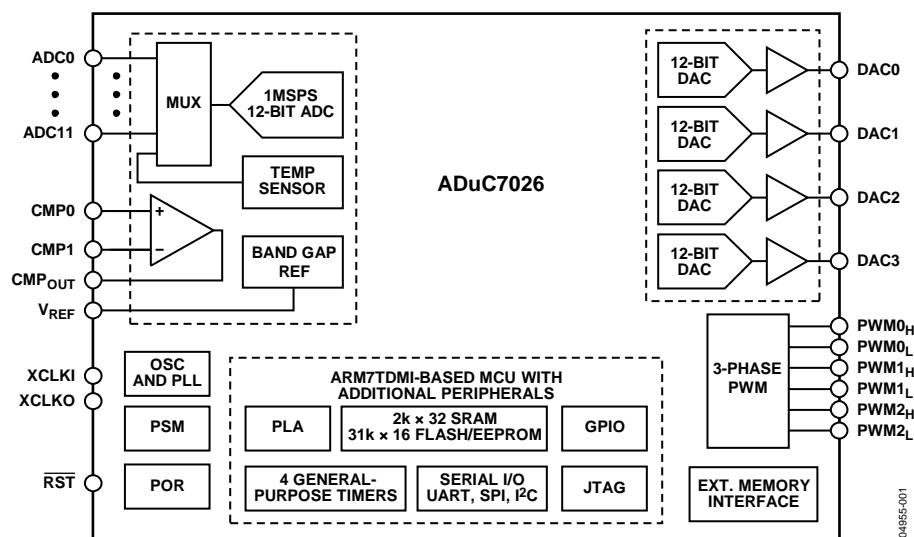 ADC0
ADC11
CMP0
CMP1
CMPOUT
VREF
XCLKI
XCLKO
RST
MUX
1MSPS
12-BIT ADC
TEMP
SENSOR
+
−
BAND GAP
REF
OSC
AND PLL
PSM
POR
ADuC7026
ARM7TDMI-BASED MCU WITH
ADDITIONAL PERIPHERALS
PLA
2k × 32 SRAM
31k × 16 FLASH/EEPROM
GPIO
4 GENERAL-
PURPOSE TIMERS
SERIAL I/O
UART, SPI, I²C
JTAG
12-BIT
DAC
DAC0
12-BIT
DAC
DAC1
12-BIT
DAC
DAC2
12-BIT
DAC
DAC3
3-PHASE
PWM
PWM0H
PWM0L
PWM1H
PWM1L
PWM2H
PWM2L
EXT. MEMORY
INTERFACE
04955-001